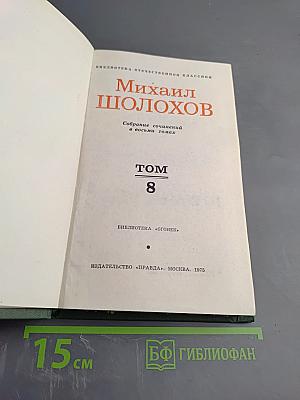 БИБЛИОТЕКА ОТЕЧЕСТВЕННОЙ КЛАССИКИ
Михаил
ШОЛОХОВ
Собрание сочинений
в восьми томах
ТОМ
8
БИБЛИОТЕКА «ОГОНЕК»
ИЗДАТЕЛЬСТВО «ПРАВДА». МОСКВА. 1975
15 см
БФ ГИБЛИОФАН